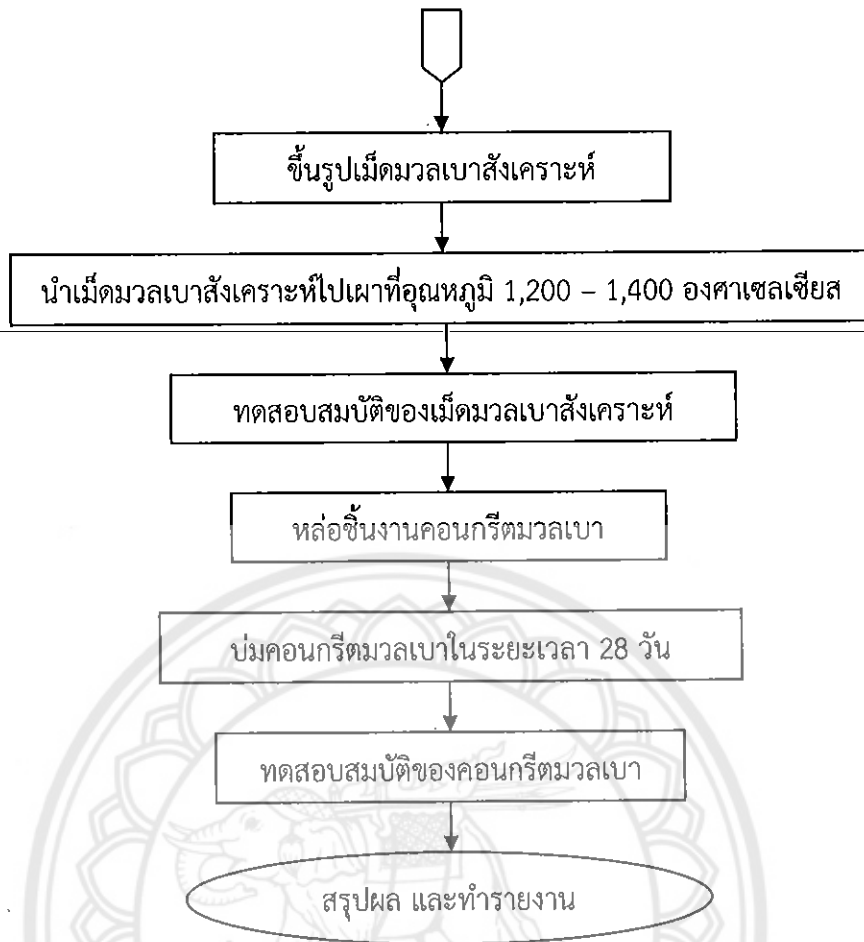 ขึ้นรูปเม็ดมวลเบาสังเคราะห์
นำเม็ดมวลเบาสังเคราะห์ไปเผาที่อุณหภูมิ 1,200 – 1,400 องศาเซลเซียส
ทดสอบสมบัติของเม็ดมวลเบาสังเคราะห์
หล่อชิ้นงานคอนกรีตมวลเบา
บ่มคอนกรีตมวลเบาในระยะเวลา 28 วัน
ทดสอบสมบัติของคอนกรีตมวลเบา
สรุปผล และทำรายงาน